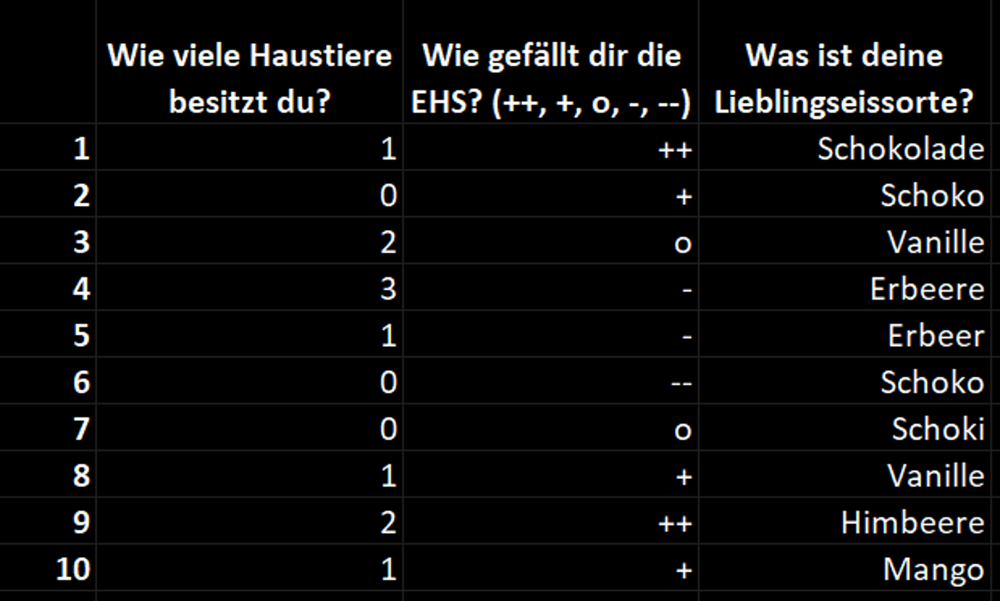 Wie viele Haustiere besitzt du? Wie gefällt dir die EHS? (++, +, o, -, --) Was ist deine Lieblingseissorte?
1 1 ++ Schokolade
2 0 + Schoko
3 2 o Vanille
4 3 - Erbeere
5 1 - Erbeer
6 0 -- Schoko
7 0 o Schoki
8 1 + Vanille
9 2 ++ Himbeere
10 1 + Mango